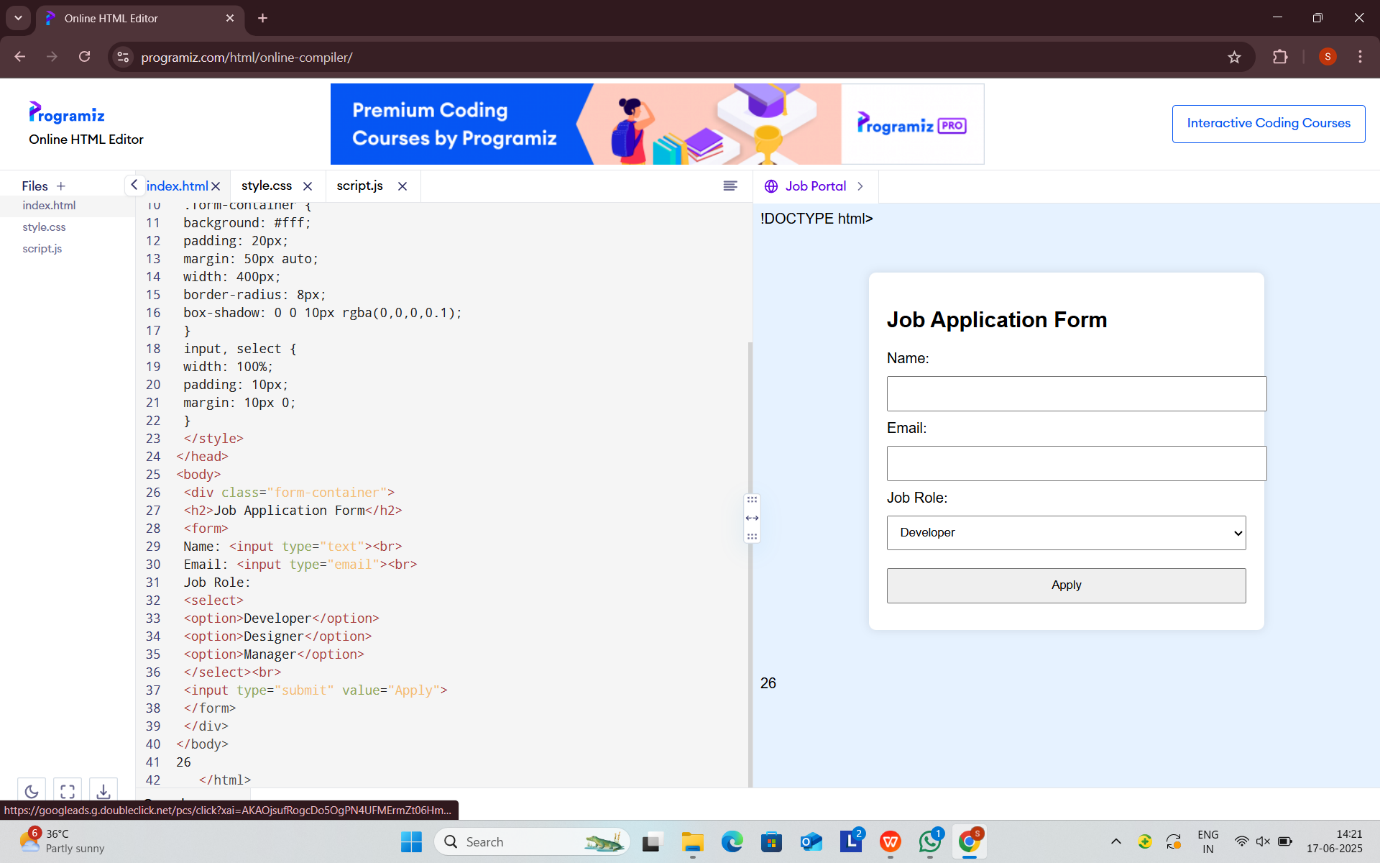 Online HTML Editor
programiz.com/html/online-compiler/
S
Programiz
Online HTML Editor
Premium Coding
Courses by Programiz
Programiz PRO
Interactive Coding Courses
Files +
index.html
style.css
script.js
index.html
style.css
script.js
Job Portal
10 .form-container {
11 background: #fff;
12 padding: 20px;
13 margin: 50px auto;
14 width: 400px;
15 border-radius: 8px;
16 box-shadow: 0 0 10px rgba(0,0,0,0.1);
17 }
18 input, select {
19 width: 100%;
20 padding: 10px;
21 margin: 10px 0;
22 }
23 </style>
24 </head>
25 <body>
26 <div class="form-container">
27 <h2>Job Application Form</h2>
28 <form>
29 Name: <input type="text"><br>
30 Email: <input type="email"><br>
31 Job Role:
32 <select>
33 <option>Developer</option>
34 <option>Designer</option>
35 <option>Manager</option>
36 </select><br>
37 <input type="submit" value="Apply">
38 </form>
39 </div>
40 </body>
41 26
42 </html>
!DOCTYPE html>
Job Application Form
Name:
Email:
Job Role:
Developer
Apply
26
https://googleads.g.doubleclick.net/pcs/click?xai=AKAOjsufRogcDo5OgPN4UFMErmZt06Hm...
6
36°C
Partly sunny
Search
L
2
W
1
S
ENG
IN
14:21
17-06-2025